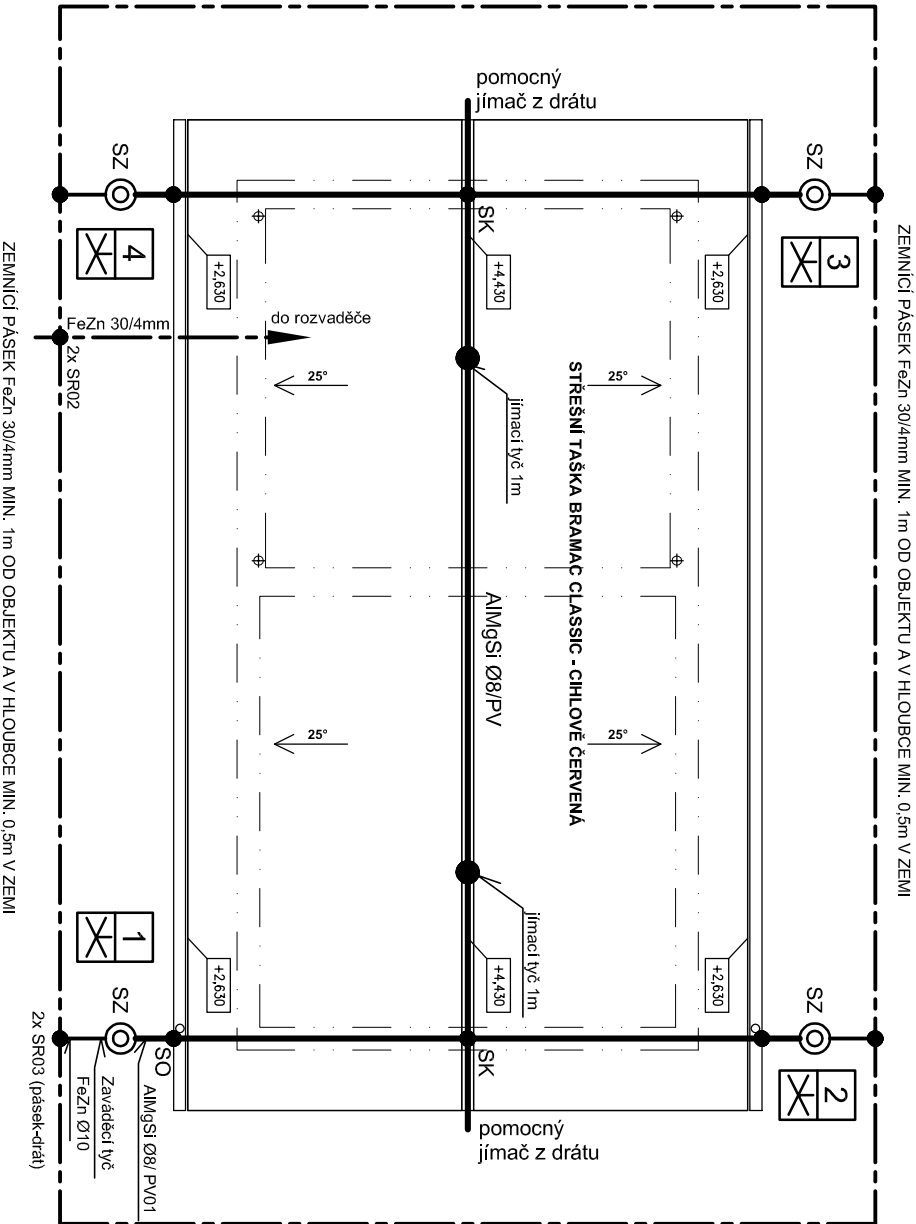 pomocný
jímač z drátu
SZ
SZ
SK
3
4
+2,630
+4,430
+2,630
FeZn 30/4mm
do rozvaděče
2x SR02
25°
25°
jímací tyč 1m
STŘEŠNÍ TAŠKA BRAMAC CLASSIC - CIHLOVĚ ČERVENÁ
AlMgSi Ø8/PV
25°
25°
jímací tyč 1m
1
+2,630
+4,430
+2,630
SZ
SZ
SO
SK
2
2x SR03 (pásek-drát)
FeZn Ø10
Zaváděcí tyč
AlMgSi Ø8/ PV01
pomocný
jímač z drátu
ZEMNÍCÍ PÁSEK FeZn 30/4mm MIN. 1m OD OBJEKTU A V HLOUBCE MIN. 0,5m V ZEMI
ZEMNÍCÍ PÁSEK FeZn 30/4mm MIN. 1m OD OBJEKTU A V HLOUBCE MIN. 0,5m V ZEMI